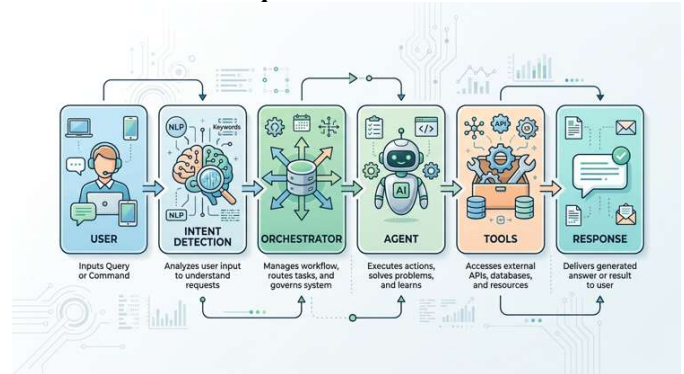 NLP
Keywords
NLP
API
AI
USER
INTENT
DETECTION
ORCHESTRATOR
AGENT
TOOLS
RESPONSE
Inputs Query
or Command
Analyzes user input
to understand
requests
Manages workflow,
routes tasks, and
governs system
Executes actions,
solves problems,
and learns
Accesses external
APIs, databases,
and resources
Delivers generated
answer or result
to user